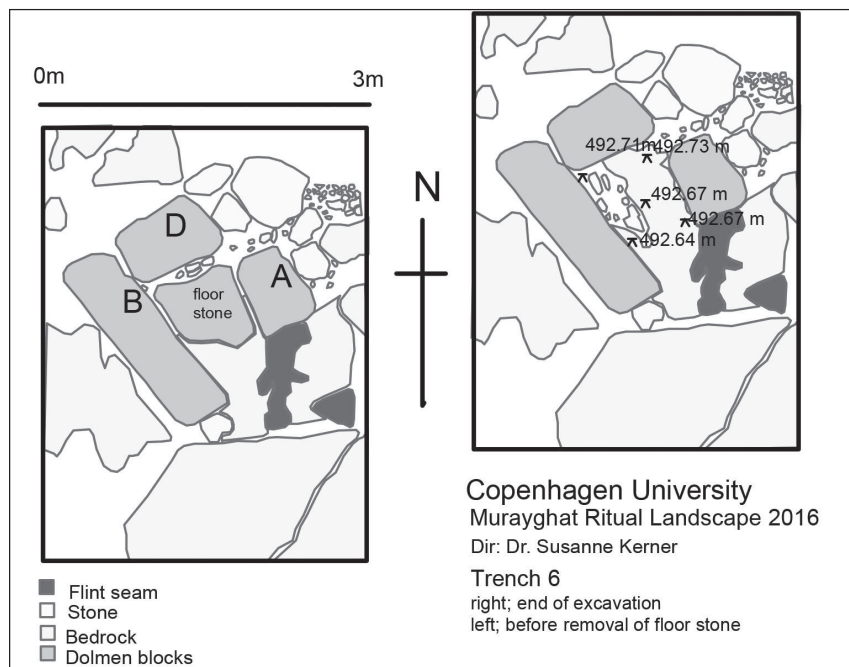 0m 3m
D
B
A
floor
stone
N
492.71m 492.73 m
492.67 m
492.67 m
492.64 m
Flint seam
Stone
Bedrock
Dolmen blocks
Copenhagen University
Murayghat Ritual Landscape 2016
Dir: Dr. Susanne Kerner
Trench 6
right; end of excavation
left; before removal of floor stone